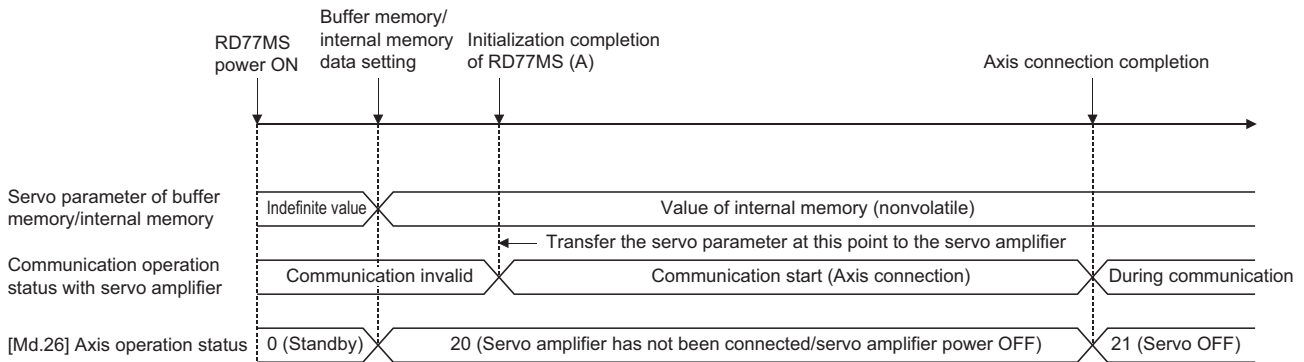 RD77MS
power ON
Buffer memory/
internal memory
data setting
Initialization completion
of RD77MS (A)
Axis connection completion
Servo parameter of buffer
memory/internal memory
Indefinite value
Value of internal memory (nonvolatile)
Transfer the servo parameter at this point to the servo amplifier
Communication operation
status with servo amplifier
Communication invalid
Communication start (Axis connection)
During communication
[Md.26] Axis operation status
0 (Standby)
20 (Servo amplifier has not been connected/servo amplifier power OFF)
21 (Servo OFF)